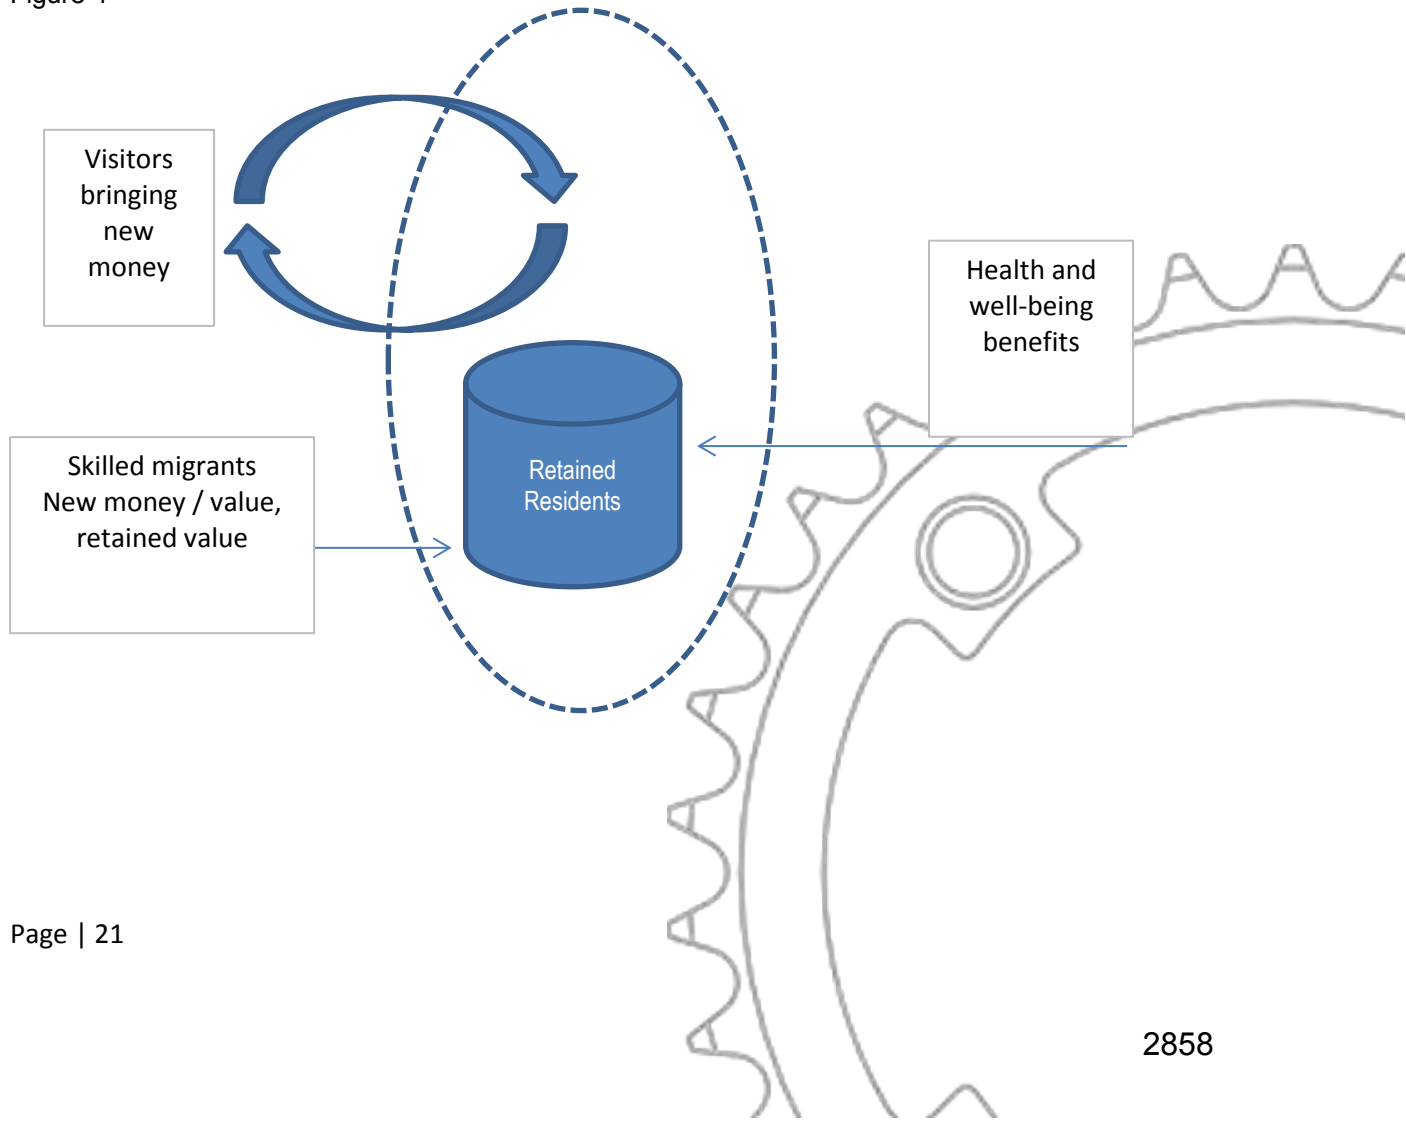 Visitors
bringing
new
money
Health and
well-being
benefits
Skilled migrants
New money / value,
retained value
Retained
Residents
Page | 21
2858